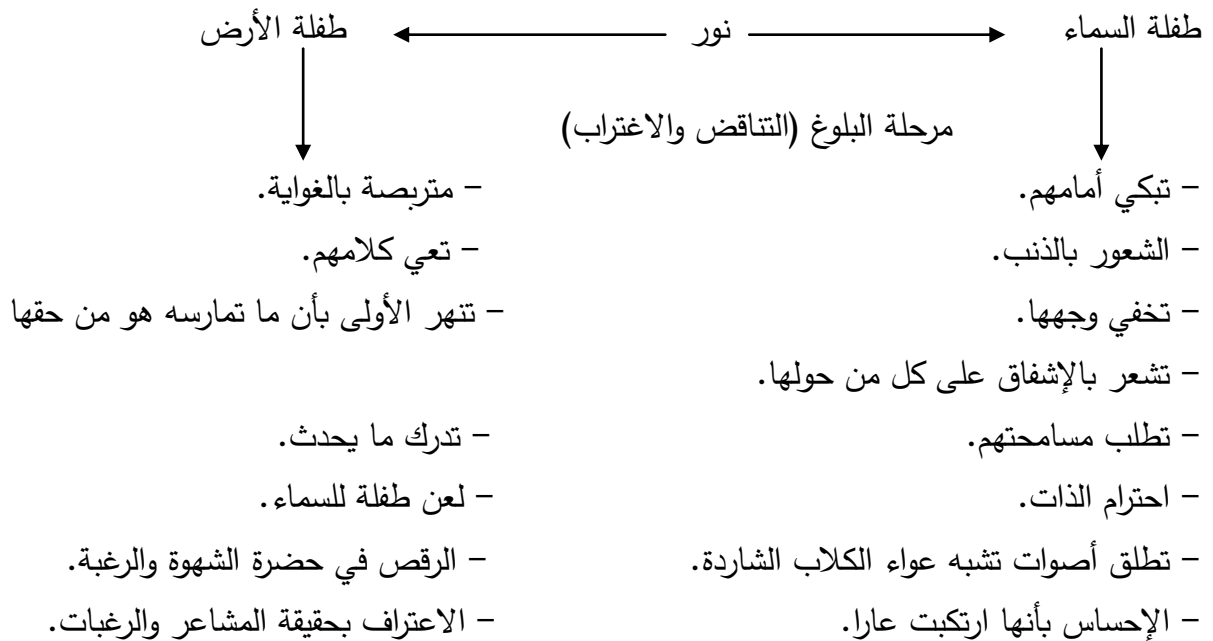 طفلة السماء نور طفلة الأرض
مرحلة البلوغ (التناقض والاغتراب)
- تبكي أمامهم. - متربصة بالغواية.
- الشعور بالذنب. - تعي كلامهم.
- تخفي وجهها. - تنهر الأولى بأن ما تمارسه هو من حقها
- تشعر بالإشفاق على كل من حولها.
- تطلب مسامحتهم. - تدرك ما يحدث.
- احترام الذات. - لعن طفلة للسماء.
- تطلق أصوات تشبه عواء الكلاب الشاردة. - الرقص في حضرة الشهوة والرغبة.
- الإحساس بأنها ارتكبت عارا. - الاعتراف بحقيقة المشاعر والرغبات.